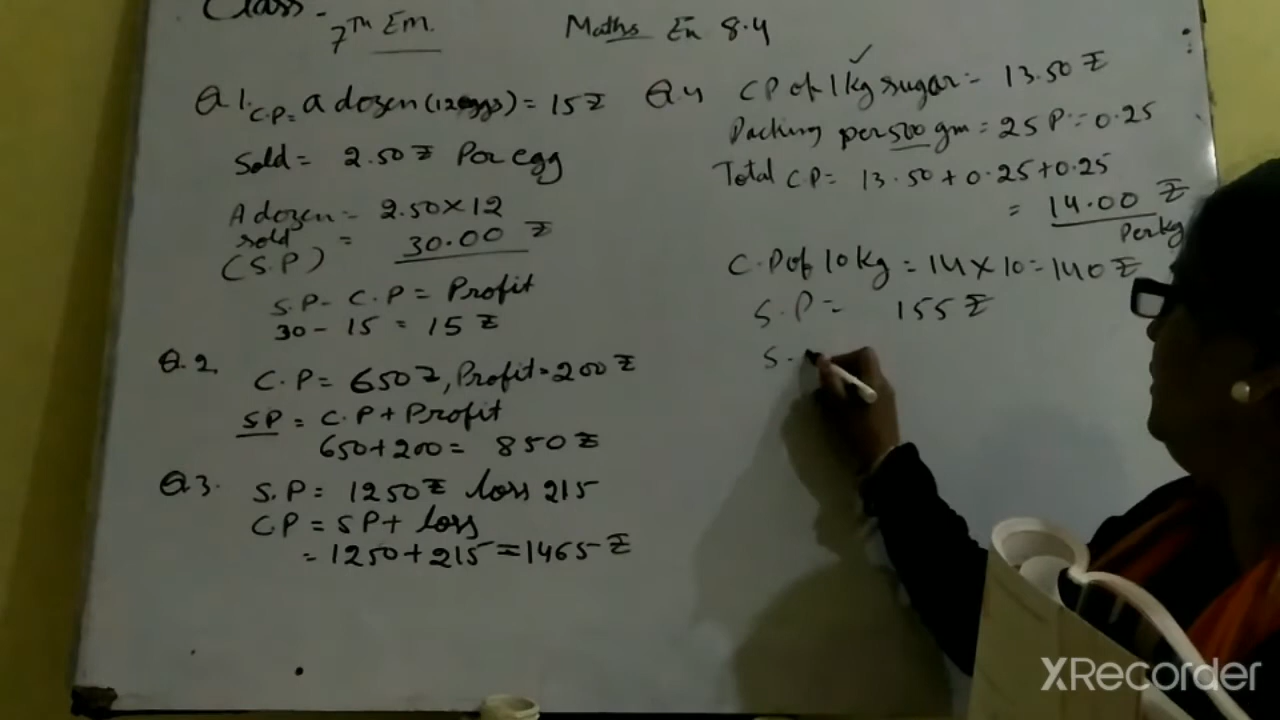 Class -
7th Em.
Maths Ex 8.4
Q 1. C.P = a dozen (12 eggs) = 15 ₹
Sold = 2.50 ₹ Per egg
A dozen = 2.50 × 12
sold = 30.00 ₹
(S.P)
S.P - C.P = Profit
30 - 15 = 15 ₹
Q. 2. C.P = 650 ₹, Profit = 200 ₹
SP = C.P + Profit
650 + 200 = 850 ₹
Q 3. S.P = 1250 ₹ loss 215
CP = SP + loss
= 1250 + 215 = 1465 ₹
Q 4 CP of 1 kg sugar = 13.50 ₹
Packing per 500 gm = 25 P = 0.25
Total CP = 13.50 + 0.25 + 0.25
= 14.00 ₹
Per kg
C.P of 10 kg = 14 × 10 = 140 ₹
S.P = 155 ₹
S.
XRecorder